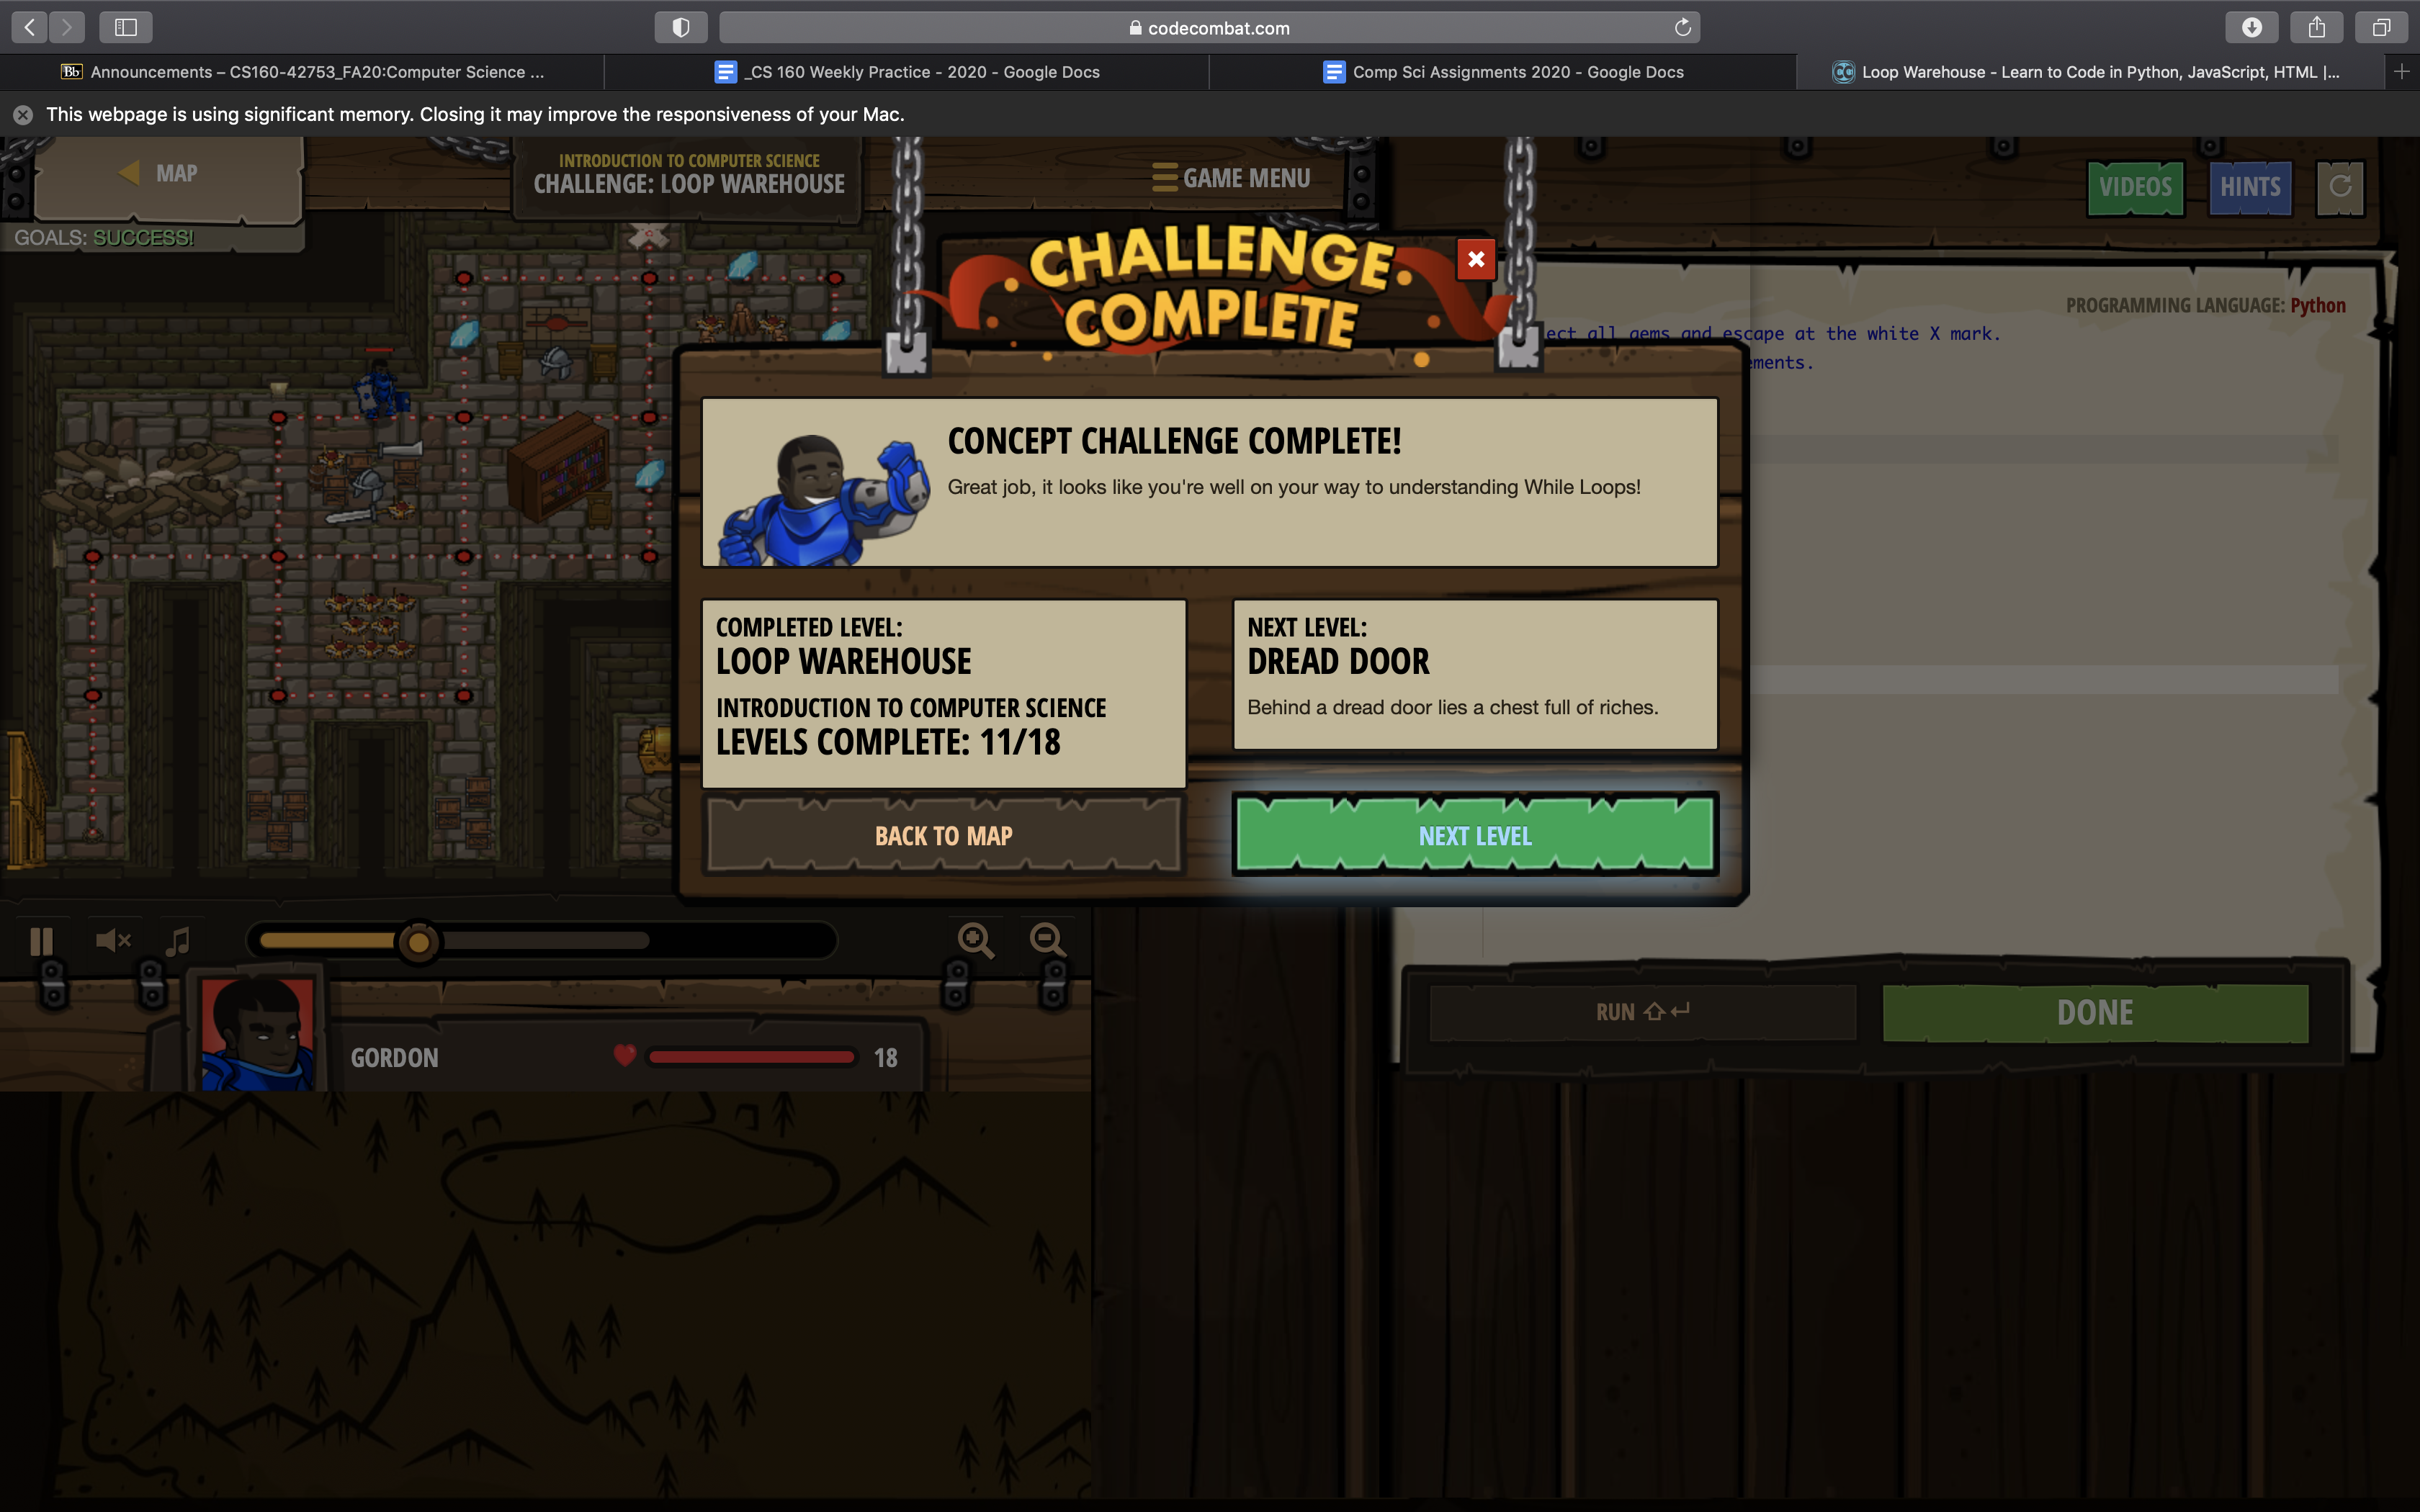 codecombat.com
Bb Announcements – CS160-42753_FA20:Computer Science ...
_CS 160 Weekly Practice - 2020 - Google Docs
Comp Sci Assignments 2020 - Google Docs
Loop Warehouse - Learn to Code in Python, JavaScript, HTML |...
This webpage is using significant memory. Closing it may improve the responsiveness of your Mac.
MAP
INTRODUCTION TO COMPUTER SCIENCE
CHALLENGE: LOOP WAREHOUSE
GAME MENU
VIDEOS
HINTS
GOALS: SUCCESS!
CHALLENGE
COMPLETE
PROGRAMMING LANGUAGE: Python
ect all gems and escape at the white X mark.
ements.
CONCEPT CHALLENGE COMPLETE!
Great job, it looks like you're well on your way to understanding While Loops!
COMPLETED LEVEL:
LOOP WAREHOUSE
INTRODUCTION TO COMPUTER SCIENCE
LEVELS COMPLETE: 11/18
NEXT LEVEL:
DREAD DOOR
Behind a dread door lies a chest full of riches.
BACK TO MAP
NEXT LEVEL
RUN
DONE
GORDON
18